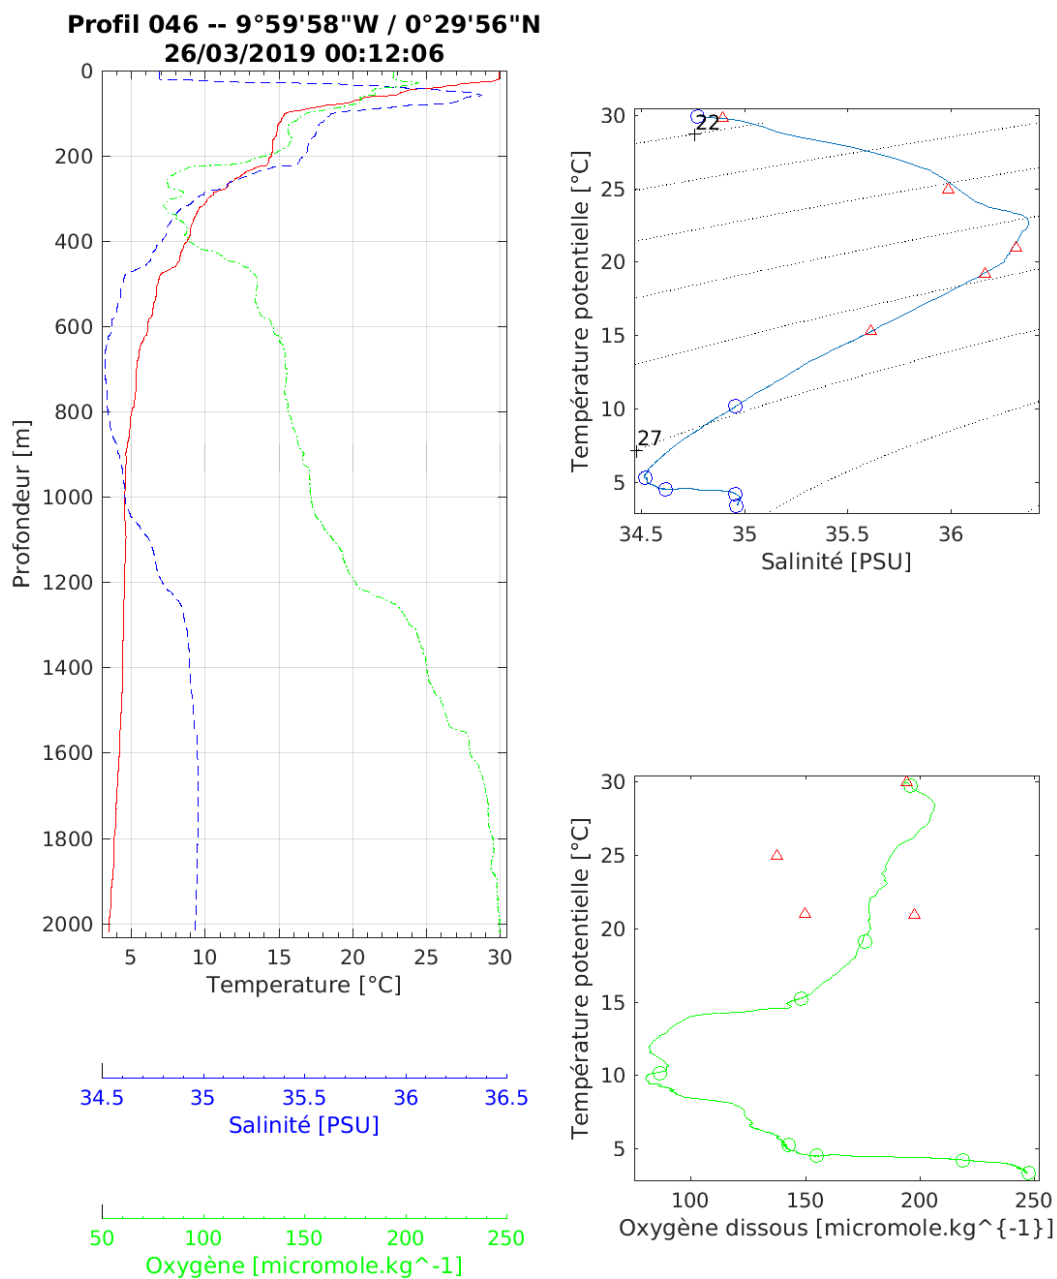 Profil 046 -- 9°59'58"W / 0°29'56"N
26/03/2019 00:12:06
0
200
400
600
800
1000
1200
1400
1600
1800
2000
Profondeur [m]
5 10 15 20 25 30
Temperature [°C]
34.5 35 35.5 36 36.5
Salinité [PSU]
50 100 150 200 250
Oxygène [micromole.kg^-1]
30
25
20
15
10
5
Température potentielle [°C]
22
27
34.5 35 35.5 36
Salinité [PSU]
30
25
20
15
10
5
Température potentielle [°C]
100 150 200 250
Oxygène dissous [micromole.kg^{-1}]